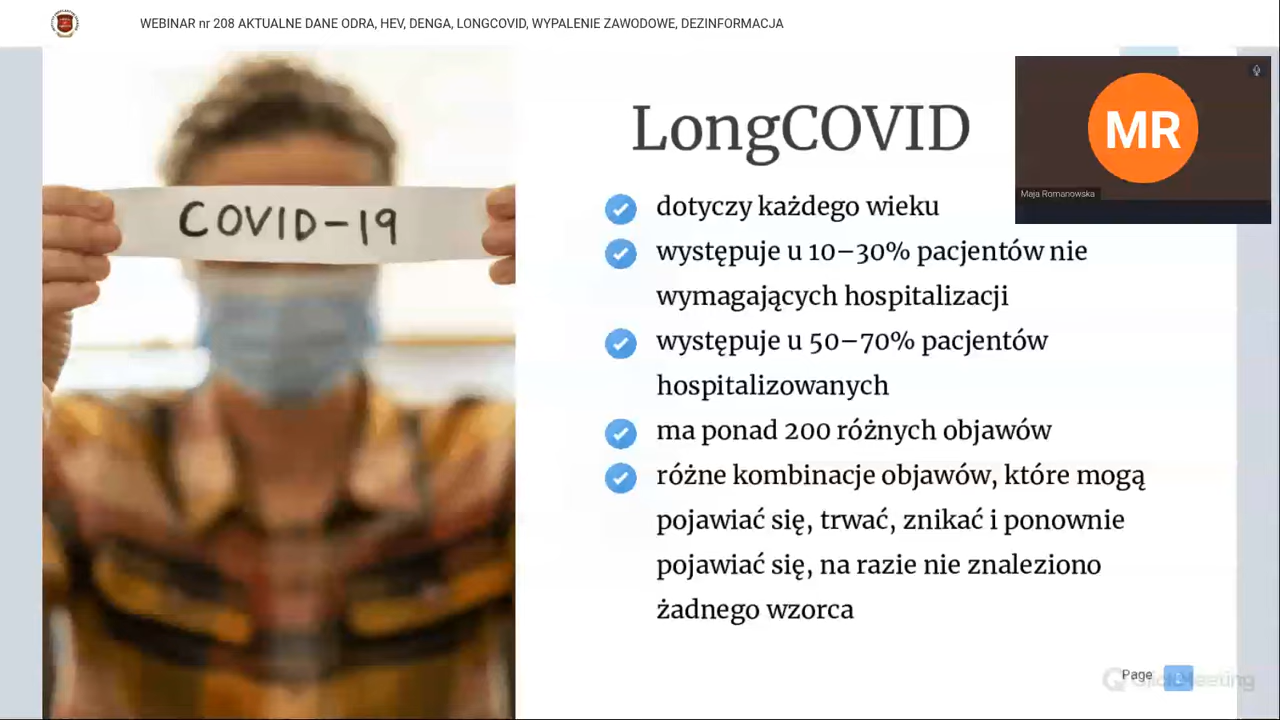 WEBINAR nr 208 AKTUALNE DANE ODRA, HEV, DENGA, LONGCOVID, WYPALENIE ZAWODOWE, DEZINFORMACJA
COVID-19
LongCOVID
MR
Maja Romanowska
dotyczy każdego wieku
występuje u 10–30% pacjentów nie
wymagających hospitalizacji
występuje u 50–70% pacjentów
hospitalizowanych
ma ponad 200 różnych objawów
różne kombinacje objawów, które mogą
pojawiać się, trwać, znikać i ponownie
pojawiać się, na razie nie znaleziono
żadnego wzorca
Page
ClickMeeting